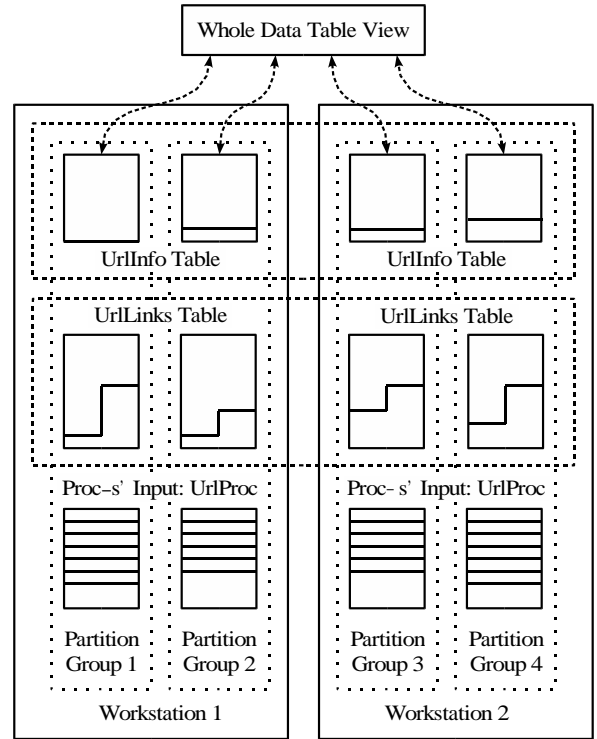 Whole Data Table View
UrlInfo Table
UrlInfo Table
UrlLinks Table
UrlLinks Table
Proc-s' Input: UrlProc
Proc-s' Input: UrlProc
Partition
Group 1
Partition
Group 2
Partition
Group 3
Partition
Group 4
Workstation 1
Workstation 2